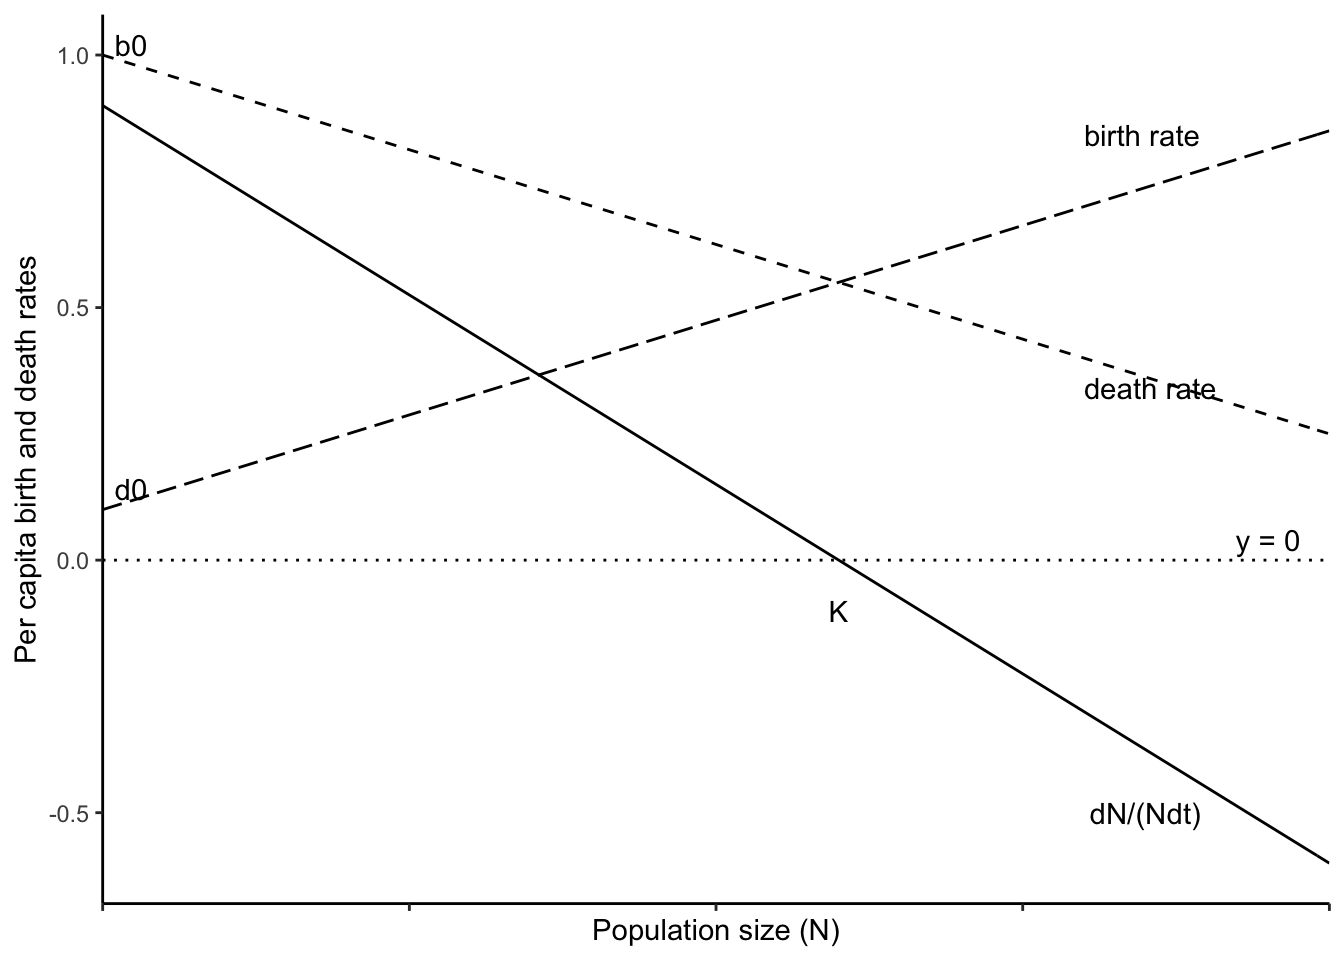 1.0
b0
birth rate
0.5
death rate
d0
0.0
y = 0
K
-0.5
dN/(Ndt)
Per capita birth and death rates
Population size (N)